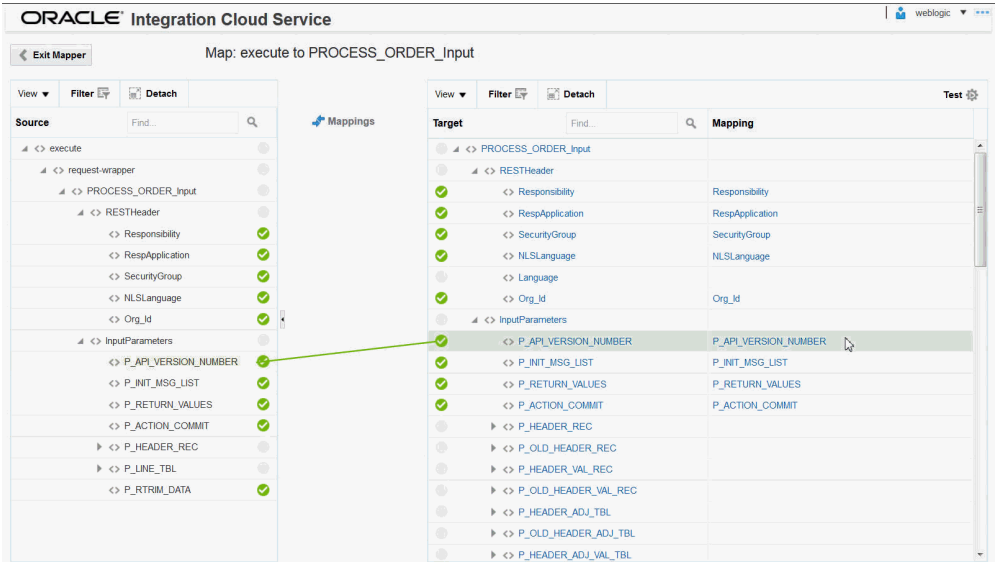 ORACLE® Integration Cloud Service
weblogic
Exit Mapper
Map: execute to PROCESS_ORDER_Input
View Filter Detach
Source Find...
execute
request-wrapper
PROCESS_ORDER_Input
RESTHeader
Responsibility
RespApplication
SecurityGroup
NLSLanguage
Org_Id
InputParameters
P_API_VERSION_NUMBER
P_INIT_MSG_LIST
P_RETURN_VALUES
P_ACTION_COMMIT
P_HEADER_REC
P_LINE_TBL
P_RTRIM_DATA
Mappings
View Filter Detach Test
Target Find... Mapping
PROCESS_ORDER_Input
RESTHeader
Responsibility Responsibility
RespApplication RespApplication
SecurityGroup SecurityGroup
NLSLanguage NLSLanguage
Language
Org_Id Org_Id
InputParameters
P_API_VERSION_NUMBER P_API_VERSION_NUMBER
P_INIT_MSG_LIST P_INIT_MSG_LIST
P_RETURN_VALUES P_RETURN_VALUES
P_ACTION_COMMIT P_ACTION_COMMIT
P_HEADER_REC
P_OLD_HEADER_REC
P_HEADER_VAL_REC
P_OLD_HEADER_VAL_REC
P_HEADER_ADJ_TBL
P_OLD_HEADER_ADJ_TBL
P_HEADER_ADJ_VAL_TBL